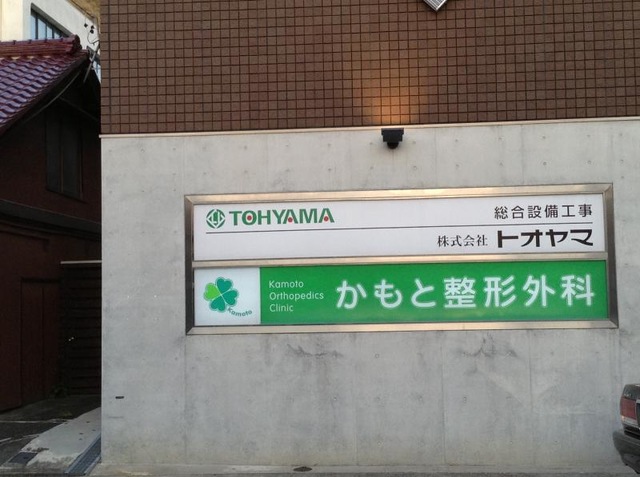 TOHYAMA
総合設備工事
株式会社 トオヤマ
Kamoto
Orthopedics
Clinic
かもと整形外科
Kamoto